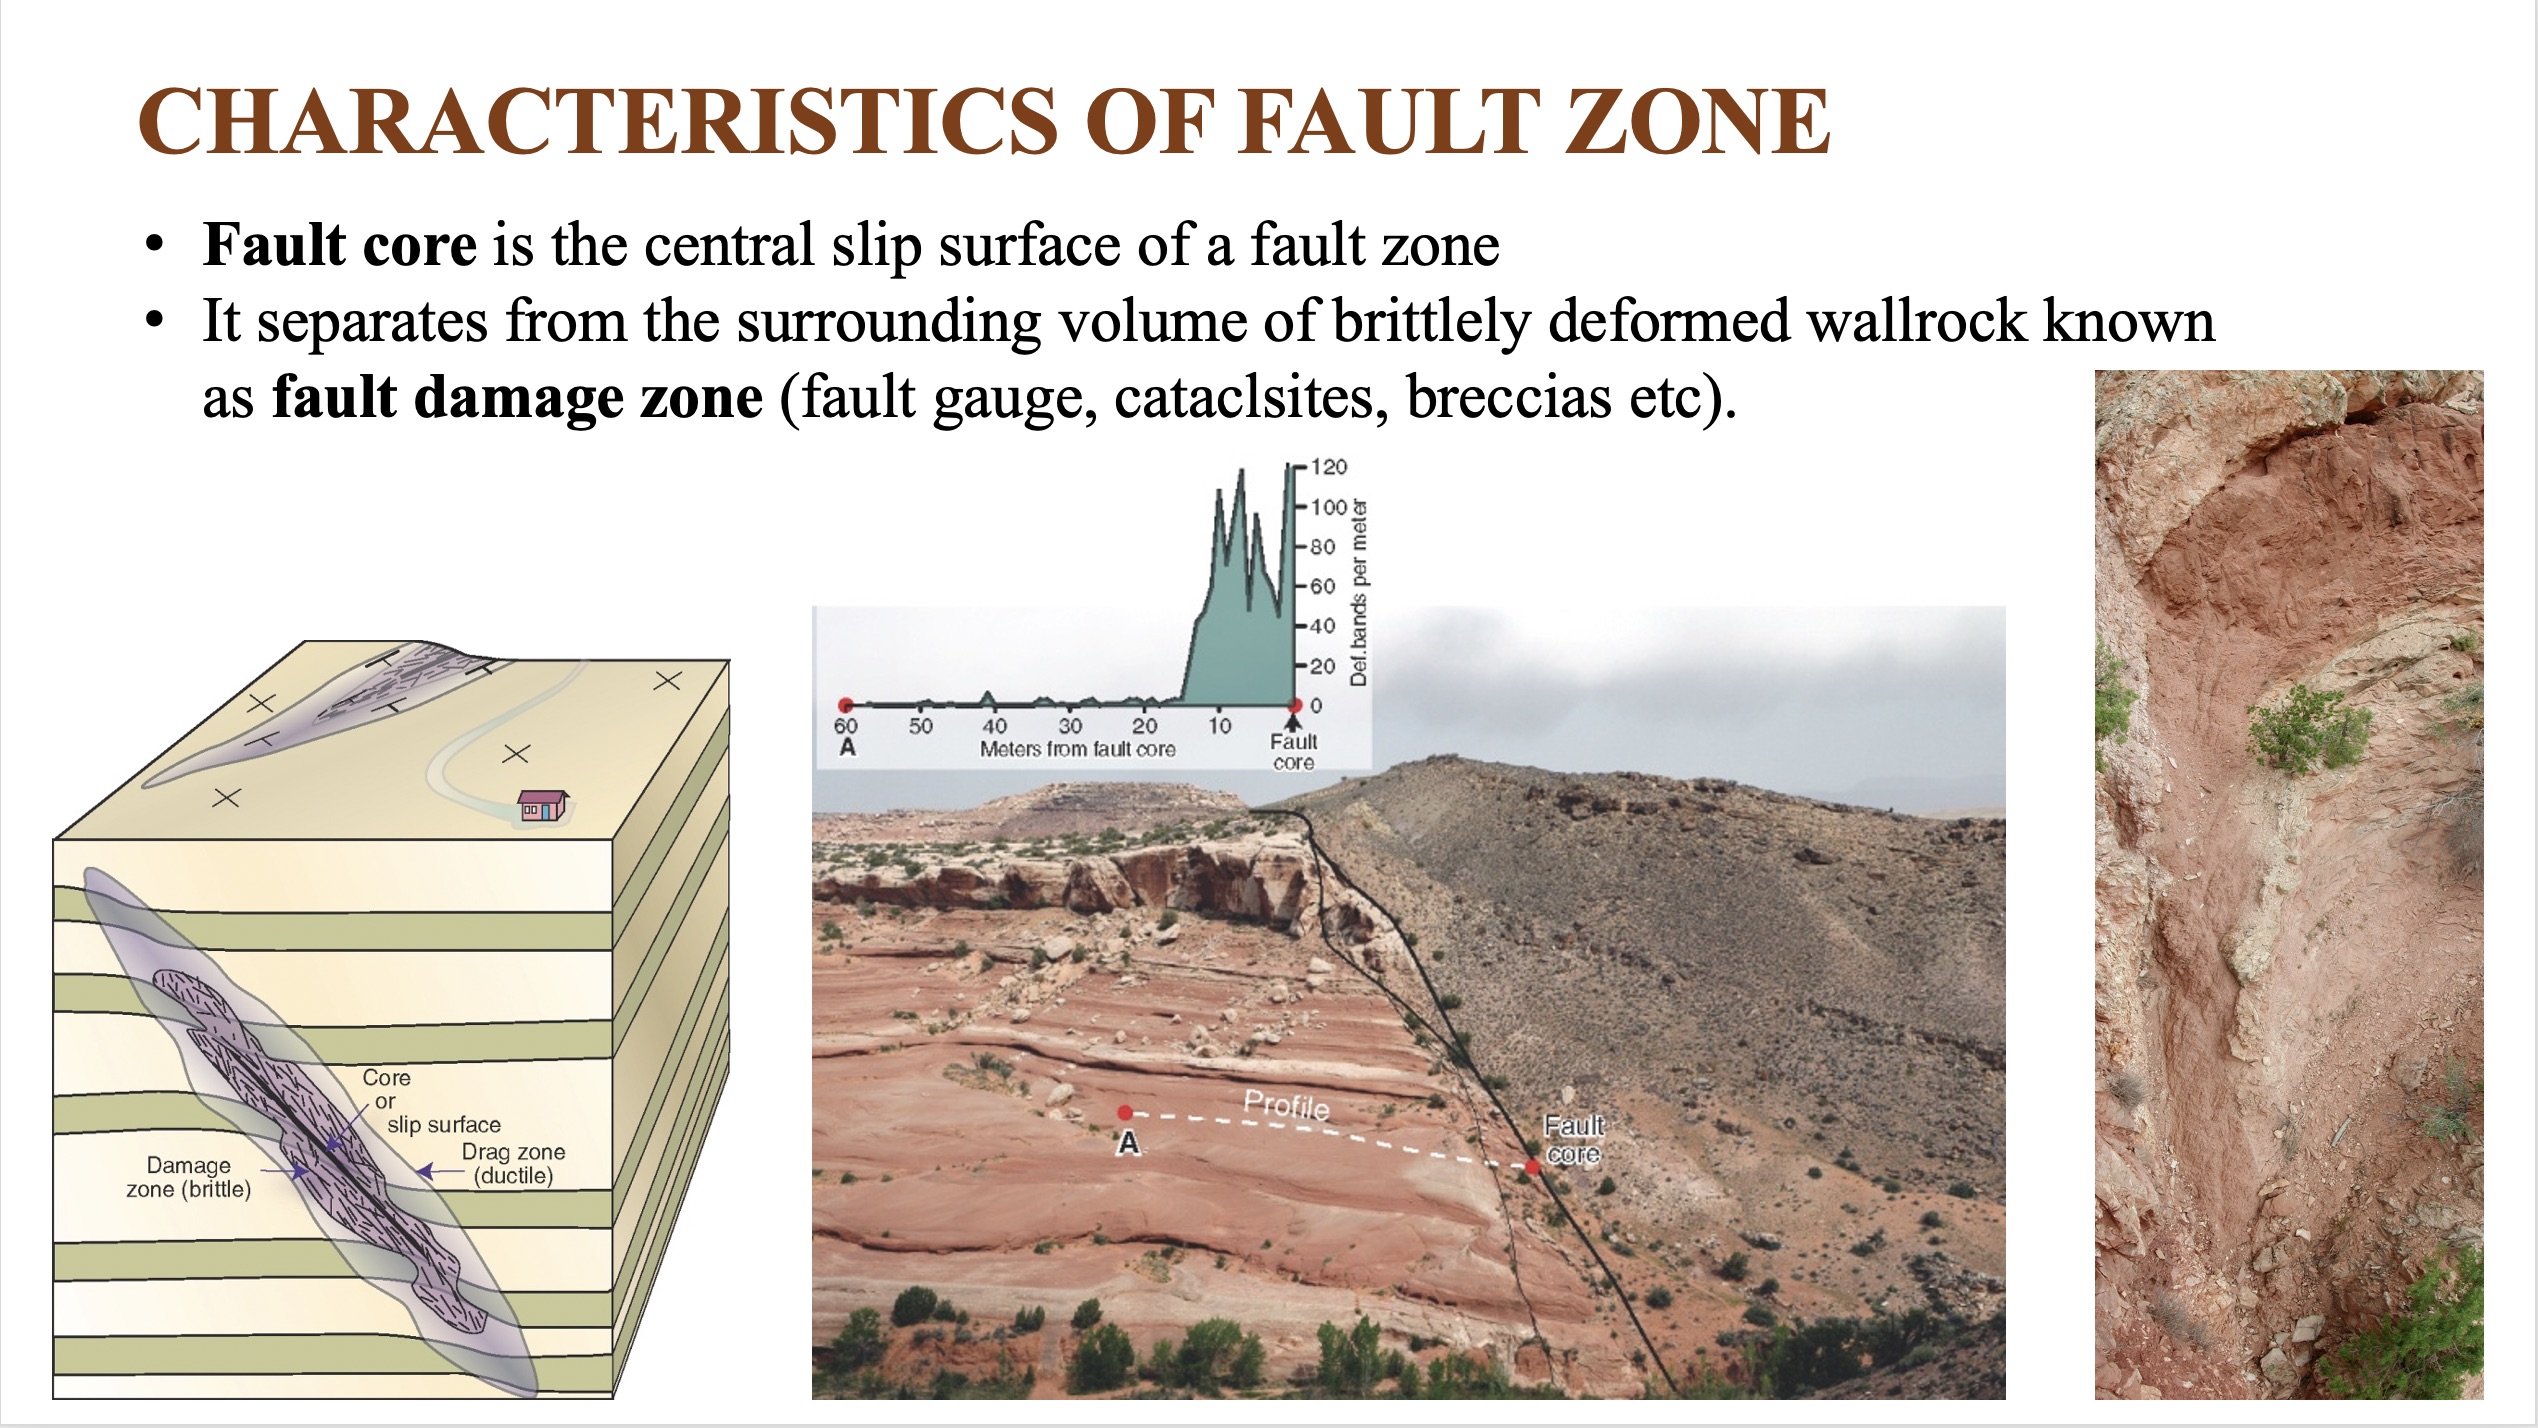 CHARACTERISTICS OF FAULT ZONE
• Fault core is the central slip surface of a fault zone
• It separates from the surrounding volume of brittlely deformed wallrock known
as fault damage zone (fault gauge, cataclsites, breccias etc).
Core
or
slip surface
Drag zone
(ductile)
Damage
zone (brittle)
120
100
80
60
40
20
0
Def.bands per meter
60 50 40 30 20 10
A
Meters from fault core
Fault
core
Profile
A
Fault
core